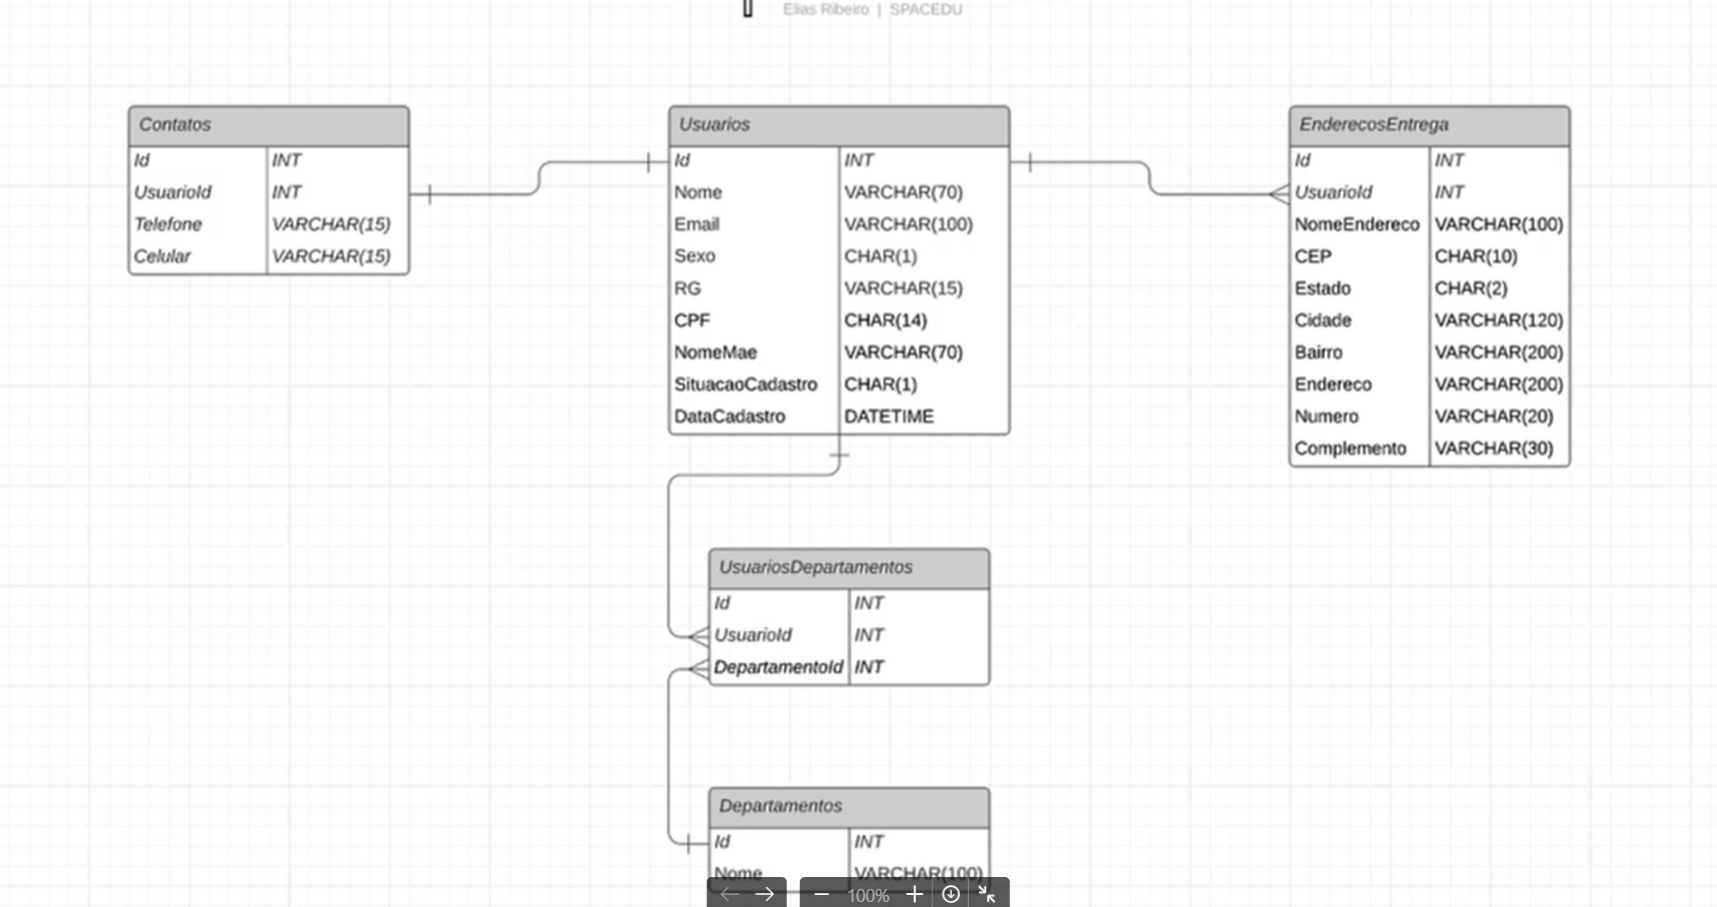 Elias Ribeiro | SPACEDU
Contatos
Id INT
UsuarioId INT
Telefone VARCHAR(15)
Celular VARCHAR(15)
Usuarios
Id INT
Nome VARCHAR(70)
Email VARCHAR(100)
Sexo CHAR(1)
RG VARCHAR(15)
CPF CHAR(14)
NomeMae VARCHAR(70)
SituacaoCadastro CHAR(1)
DataCadastro DATETIME
EnderecosEntrega
Id INT
UsuarioId INT
NomeEndereco VARCHAR(100)
CEP CHAR(10)
Estado CHAR(2)
Cidade VARCHAR(120)
Bairro VARCHAR(200)
Endereco VARCHAR(200)
Numero VARCHAR(20)
Complemento VARCHAR(30)
UsuariosDepartamentos
Id INT
UsuarioId INT
DepartamentoId INT
Departamentos
Id INT
Nome VARCHAR(100)
100%